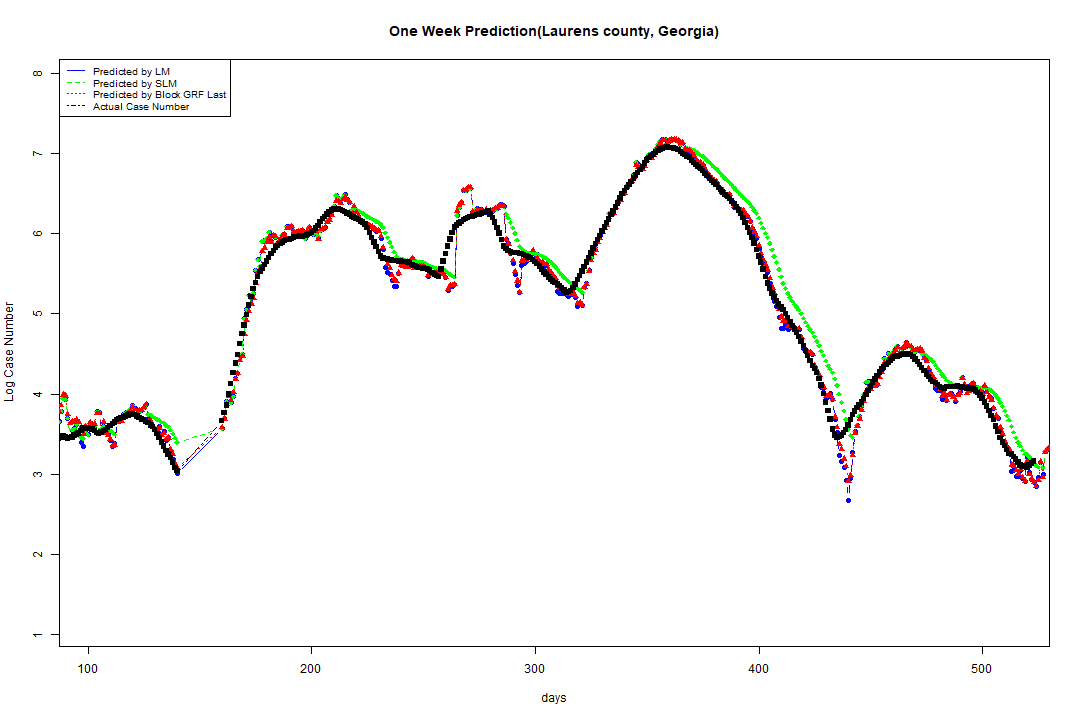 One Week Prediction(Laurens county, Georgia)
Predicted by LM
Predicted by SLM
Predicted by Block GRF Last
Actual Case Number
8
7
6
5
4
3
2
1
Log Case Number
100 200 300 400 500
days